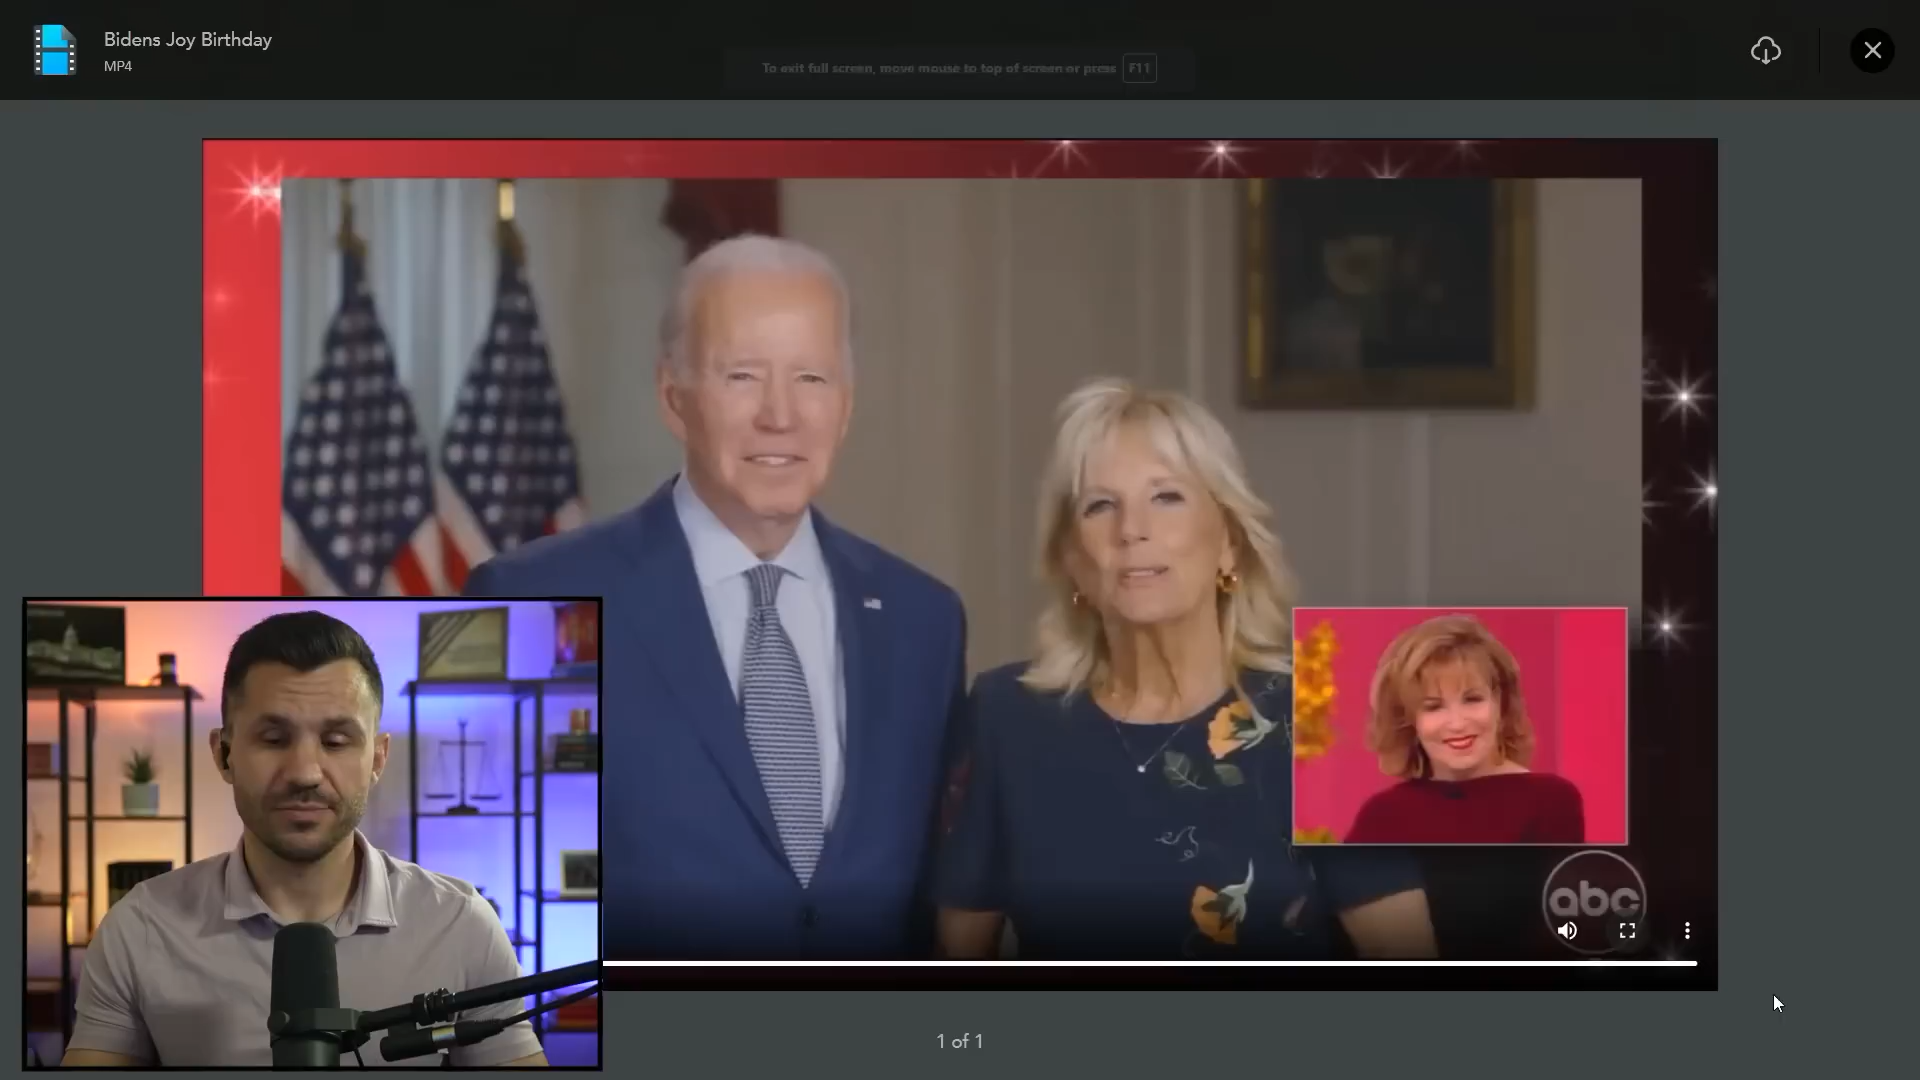 Bidens Joy Birthday
MP4
To exit full screen, move mouse to top of screen or press F11
abc
1 of 1